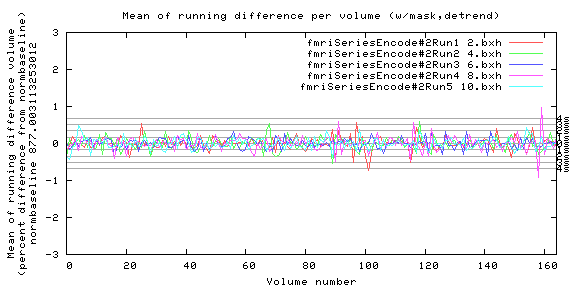 Mean of running difference per volume (w/mask,detrend)
Mean of running difference volume
(percent difference from normbaseline)
normbaseline 877.003113253012
fmriSeriesEncode#2Run1 2.bxh
fmriSeriesEncode#2Run2 4.bxh
fmriSeriesEncode#2Run3 6.bxh
fmriSeriesEncode#2Run4 8.bxh
fmriSeriesEncode#2Run5 10.bxh
3
2
1
0
-1
-2
-3
0 20 40 60 80 100 120 140 160
Volume number